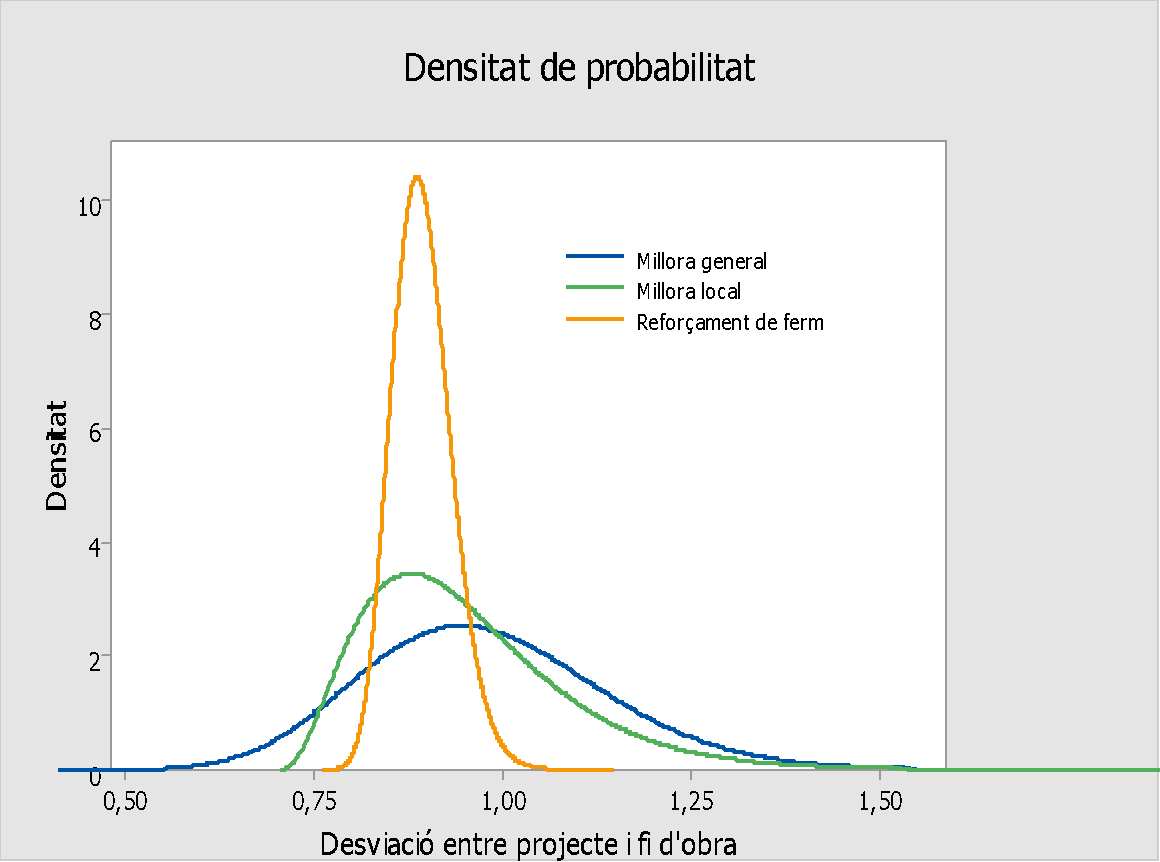 Densitat de probabilitat
10
8
6
4
2
0
Densitat
Millora general
Millora local
Reforçament de ferm
0,50 0,75 1,00 1,25 1,50
Desviació entre projecte i fi d'obra